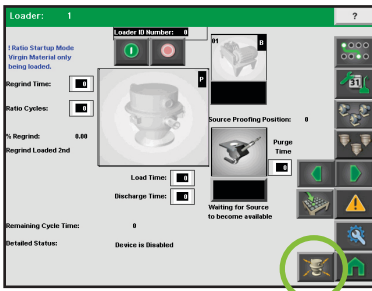 Loader: 1
?
Loader ID Number: 0
! Ratio Startup Mode
Virgin Material only
being loaded.
01
B
P
Regrind Time: 0
31
Ratio Cycles: 0
Source Proofing Position: 0
% Regrind: 0.00
Regrind Loaded 2nd
Purge
Time
0
Load Time: 0
Discharge Time: 0
Waiting for Source
to become available
Remaining Cycle Time: 0
Detailed Status: Device is Disabled